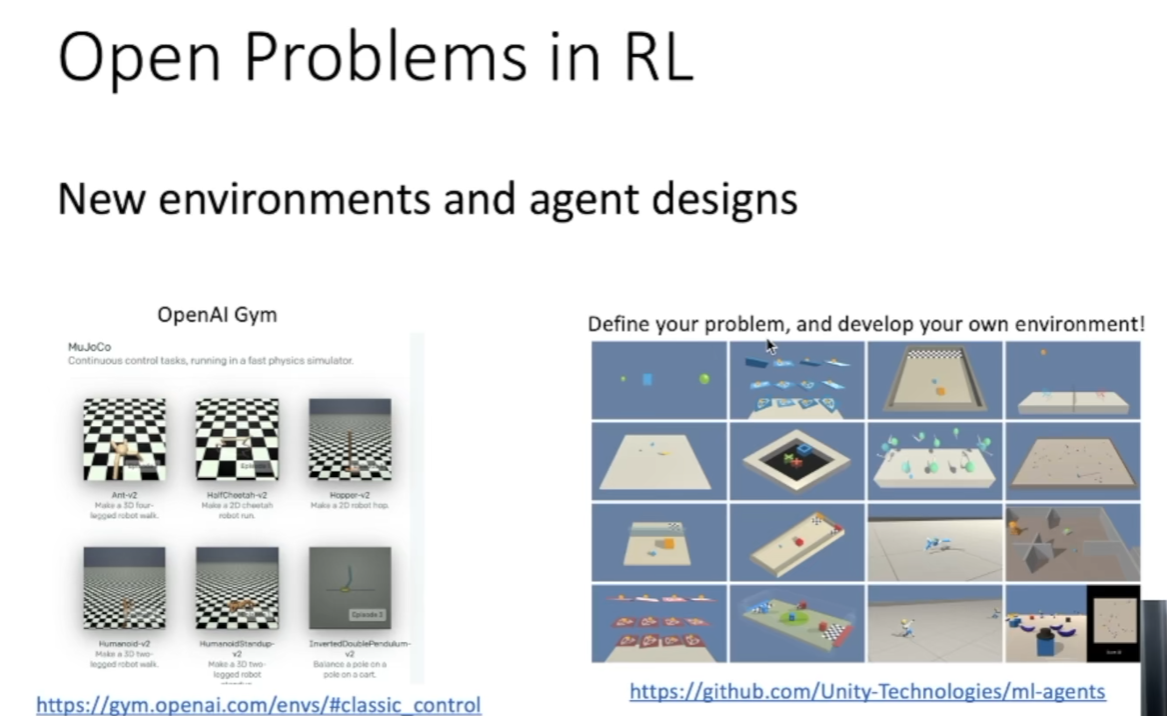 Open Problems in RL
New environments and agent designs
OpenAI Gym
MuJoCo
Continuous control tasks, running in a fast physics simulator.
Ant-v2
Make a 3D four-
legged robot walk.
HalfCheetah-v2
Make a 2D cheetah
robot run.
Hopper-v2
Make a 2D robot hop.
Humanoid-v2
Make a 3D two-
legged robot walk.
HumanoidStandup-
v2
Make a 3D two-
legged robot
Episode 3
InvertedDoublePendulum-
v2
Balance a pole on a
pole on a cart.
https://gym.openai.com/envs/#classic_control
Define your problem, and develop your own environment!
https://github.com/Unity-Technologies/ml-agents